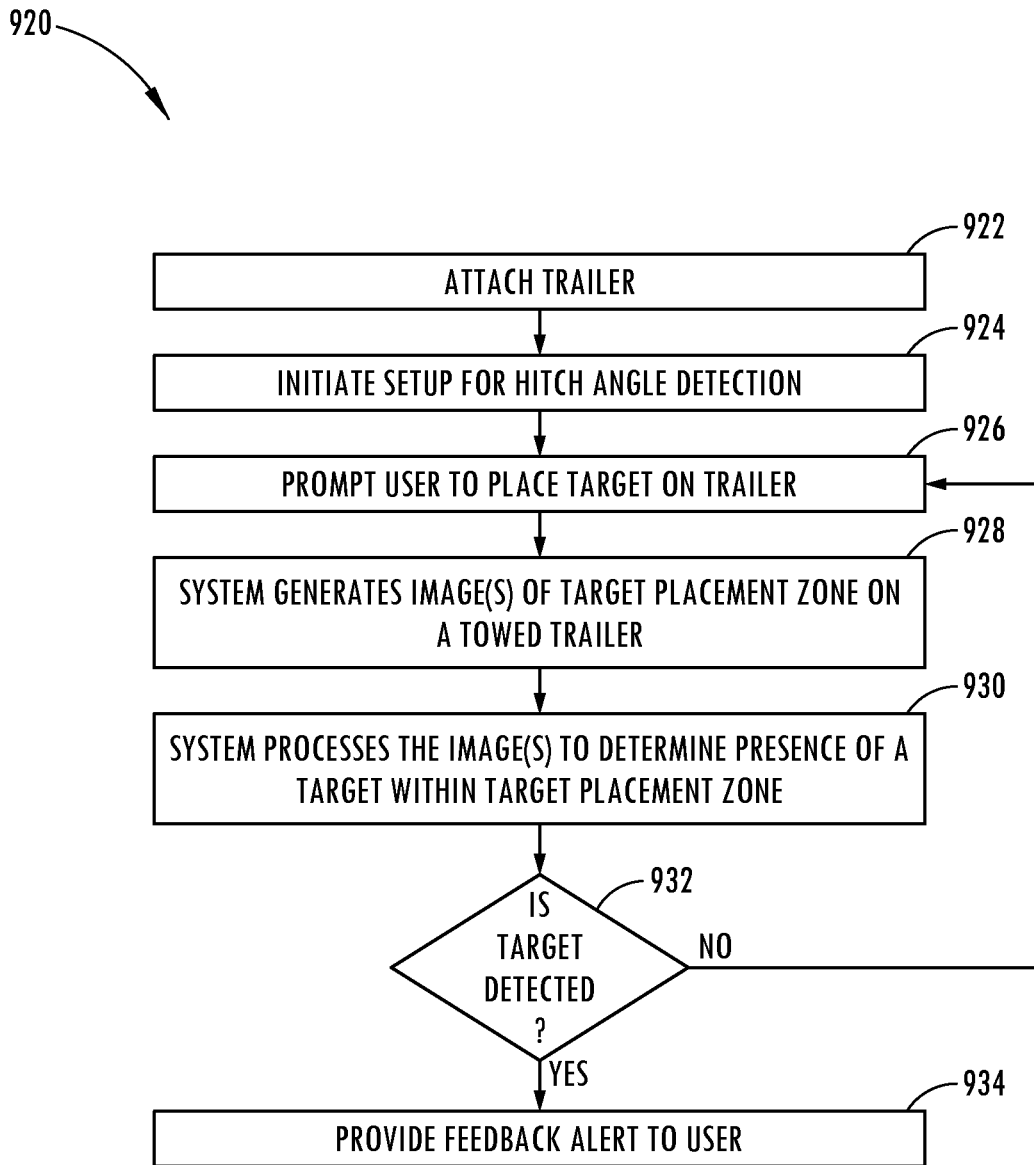 920
922
ATTACH TRAILER
924
INITIATE SETUP FOR HITCH ANGLE DETECTION
926
PROMPT USER TO PLACE TARGET ON TRAILER
928
SYSTEM GENERATES IMAGE(S) OF TARGET PLACEMENT ZONE ON
A TOWED TRAILER
930
SYSTEM PROCESSES THE IMAGE(S) TO DETERMINE PRESENCE OF A
TARGET WITHIN TARGET PLACEMENT ZONE
932
IS
TARGET
DETECTED
?
NO
YES
934
PROVIDE FEEDBACK ALERT TO USER